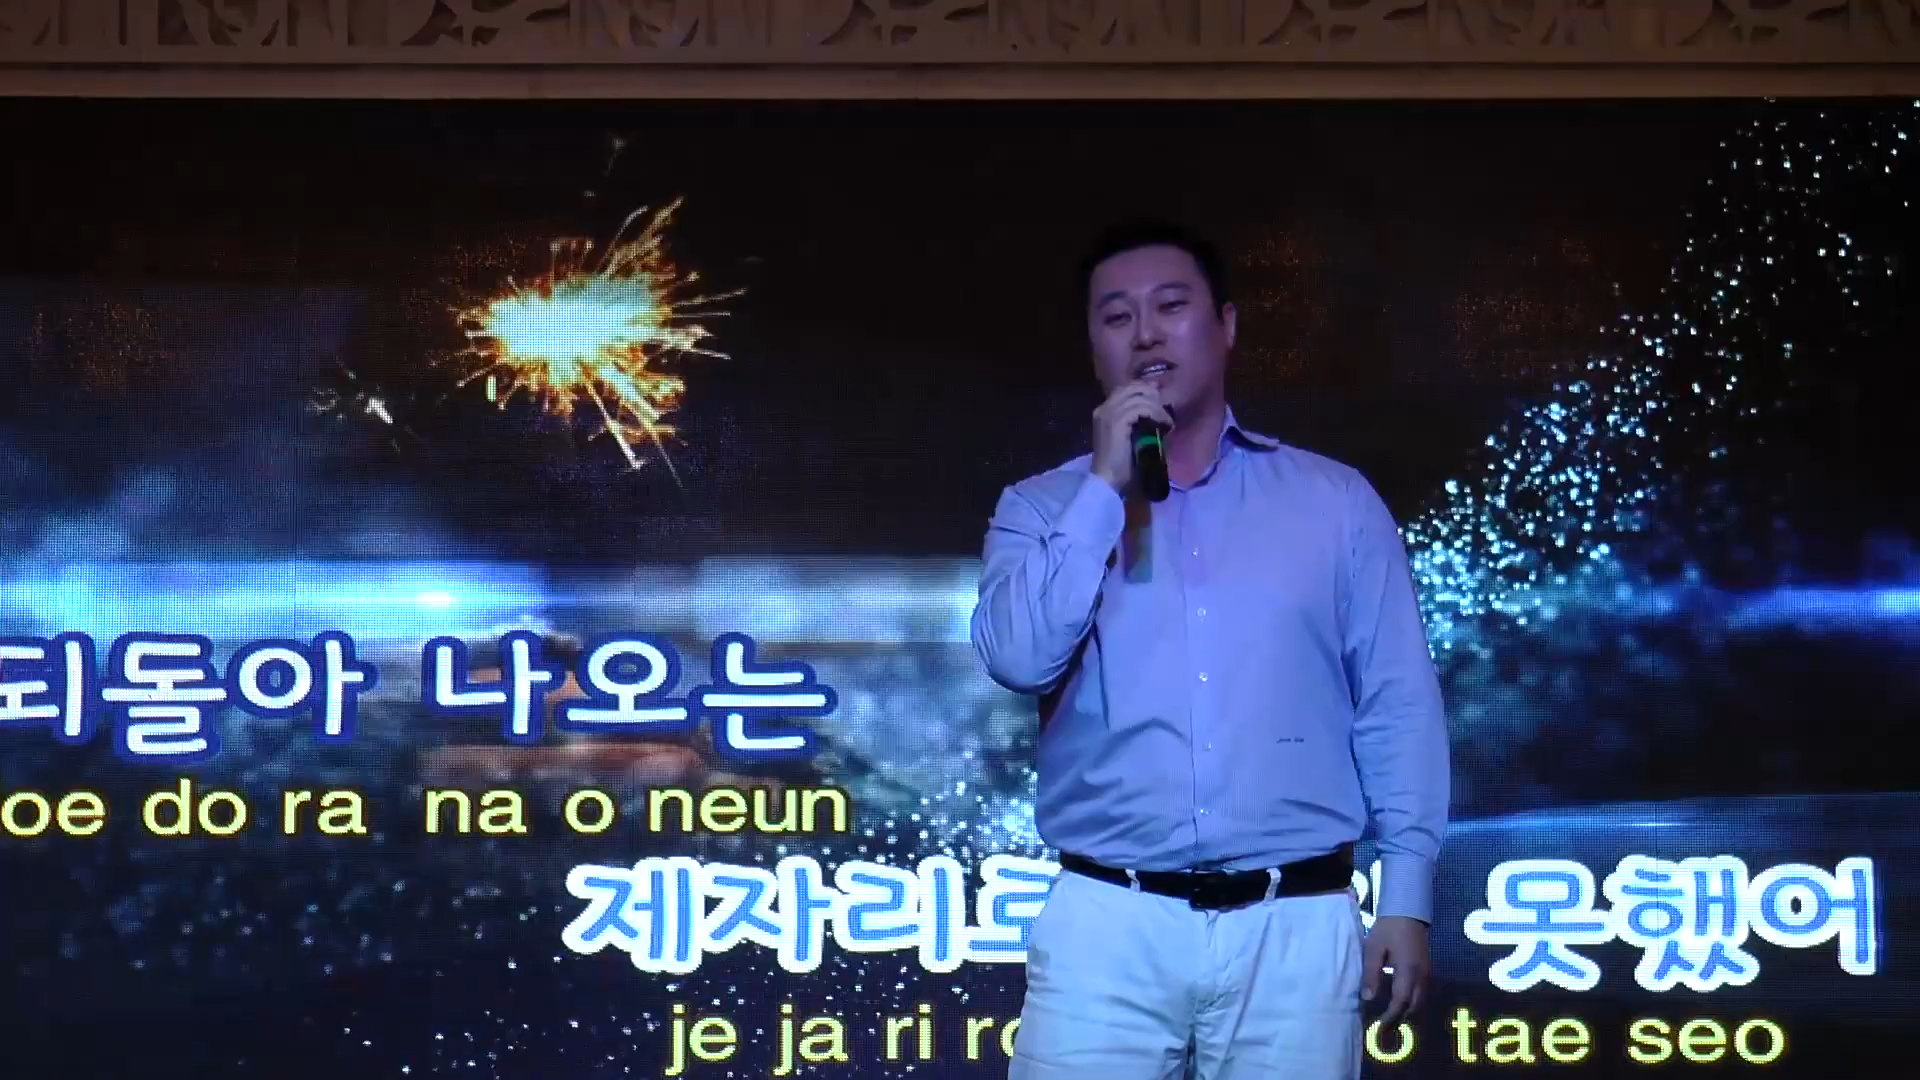 되돌아 나오는
oe do ra na o neun
제자리로 못했어
je ja ri ro tae seo